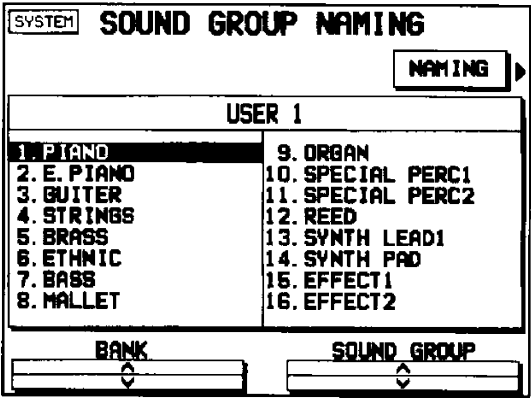 SYSTEM SOUND GROUP NAMING
NAMING
USER 1
1. PIANO
2. E. PIANO
3. GUITER
4. STRINGS
5. BRASS
6. ETHNIC
7. BASS
8. MALLET
9. ORGAN
10. SPECIAL PERC1
11. SPECIAL PERC2
12. REED
13. SYNTH LEAD1
14. SYNTH PAD
15. EFFECT1
16. EFFECT2
BANK
SOUND GROUP